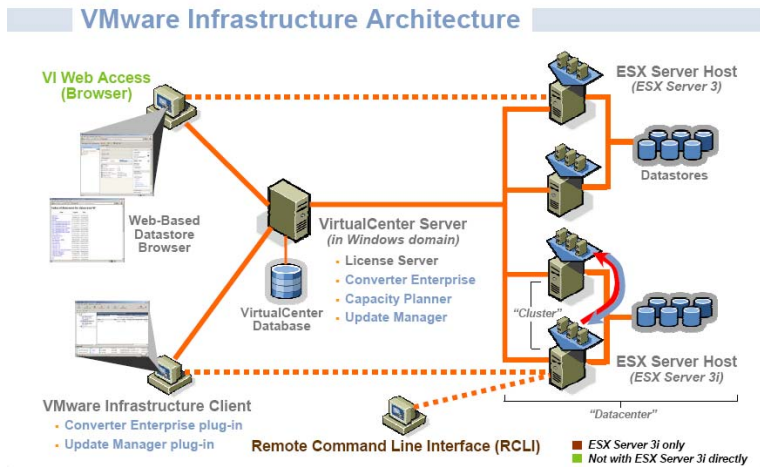 VMware Infrastructure Architecture
VI Web Access
(Browser)
ESX Server Host
(ESX Server 3)
Datastores
Web-Based
Datastore
Browser
VirtualCenter Server
(in Windows domain)
• License Server
• Converter Enterprise
• Capacity Planner
• Update Manager
VirtualCenter
Database
"Cluster"
ESX Server Host
(ESX Server 3i)
"Datacenter"
VMware Infrastructure Client
• Converter Enterprise plug-in
• Update Manager plug-in
Remote Command Line Interface (RCLI)
ESX Server 3i only
Not with ESX Server 3i directly